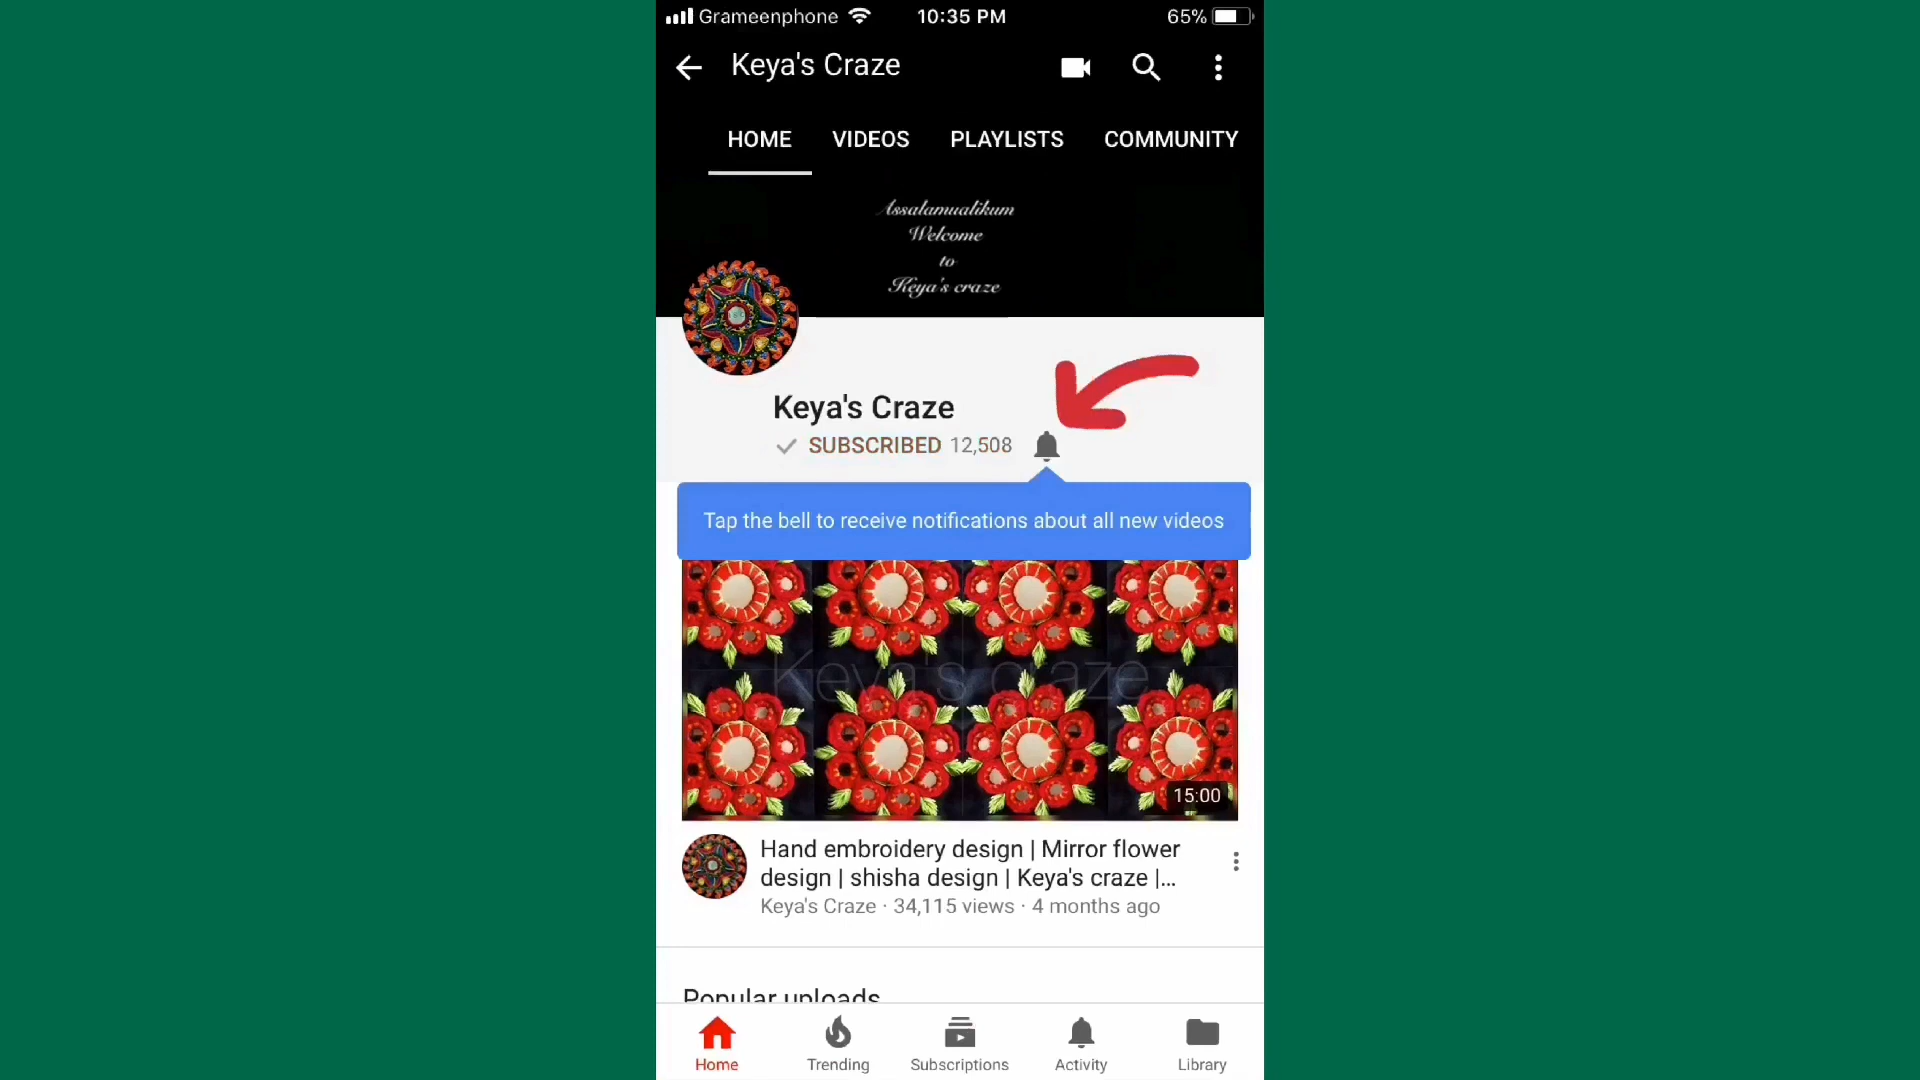 Grameenphone 10:35 PM 65%
Keya's Craze
HOME VIDEOS PLAYLISTS COMMUNITY
Assalamualikum
Welcome
to
Keya's craze
Keya's Craze
SUBSCRIBED 12,508
Tap the bell to receive notifications about all new videos
Keya's craze
15:00
Hand embroidery design | Mirror flower
design | shisha design | Keya's craze |...
Keya's Craze · 34,115 views · 4 months ago
Popular uploads
Home Trending Subscriptions Activity Library